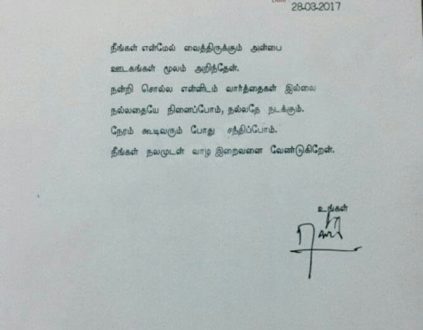 28-03-2017
நீங்கள் என்மேல் வைத்திருக்கும் அன்பை
ஊடகங்கள் மூலம் அறிந்தேன்.
நன்றி சொல்ல என்னிடம் வார்த்தைகள் இல்லை
நல்லதையே நினைப்போம், நல்லதே நடக்கும்.
நேரம் கூடிவரும் போது சந்திப்போம்.
நீங்கள் நலமுடன் வாழ இறைவனை வேண்டுகிறேன்.
உங்கள்